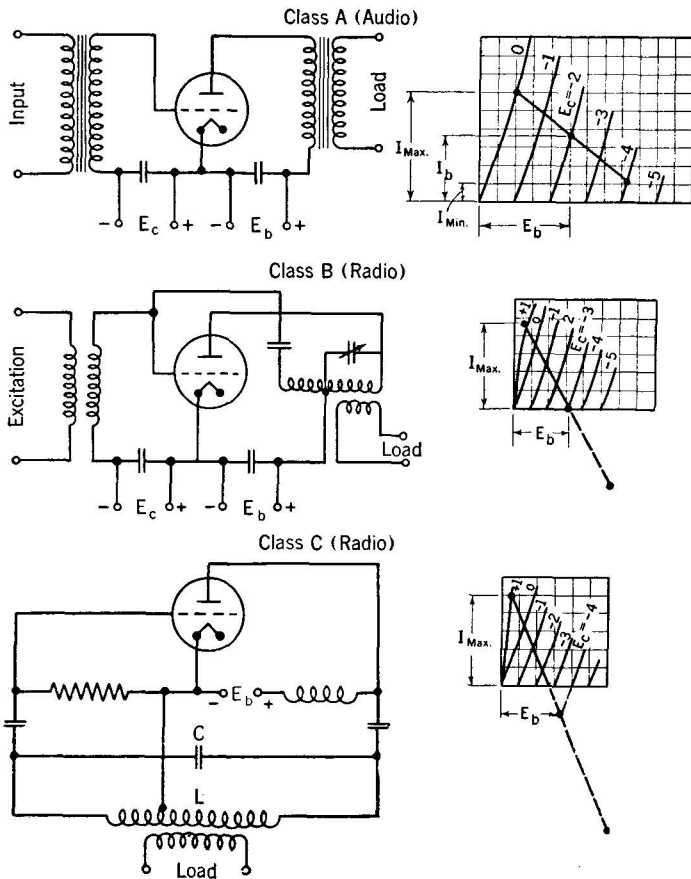 Class A (Audio)
Input
Load
- E_c + - E_b +
0
-1
E_c=-2
-3
-4
-5
I_Max.
I_b
I_Min.
E_b
Class B (Radio)
Excitation
Load
- E_c + - E_b +
+1
0
+1
2
E_c=-3
-4
-5
I_Max.
E_b
Class C (Radio)
- E_b +
C
L
Load
+1
0
-1
-2
-3
E_c=-4
I_Max.
E_b